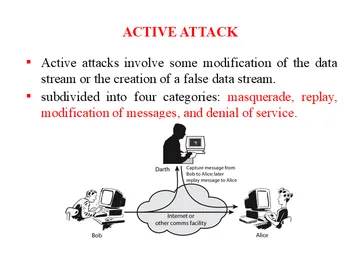 ACTIVE ATTACK
▪ Active attacks involve some modification of the data
stream or the creation of a false data stream.
▪ subdivided into four categories: masquerade, replay,
modification of messages, and denial of service.
Darth
Capture message from
Bob to Alice; later
replay message to Alice
Internet or
other comms facility
Bob
Alice